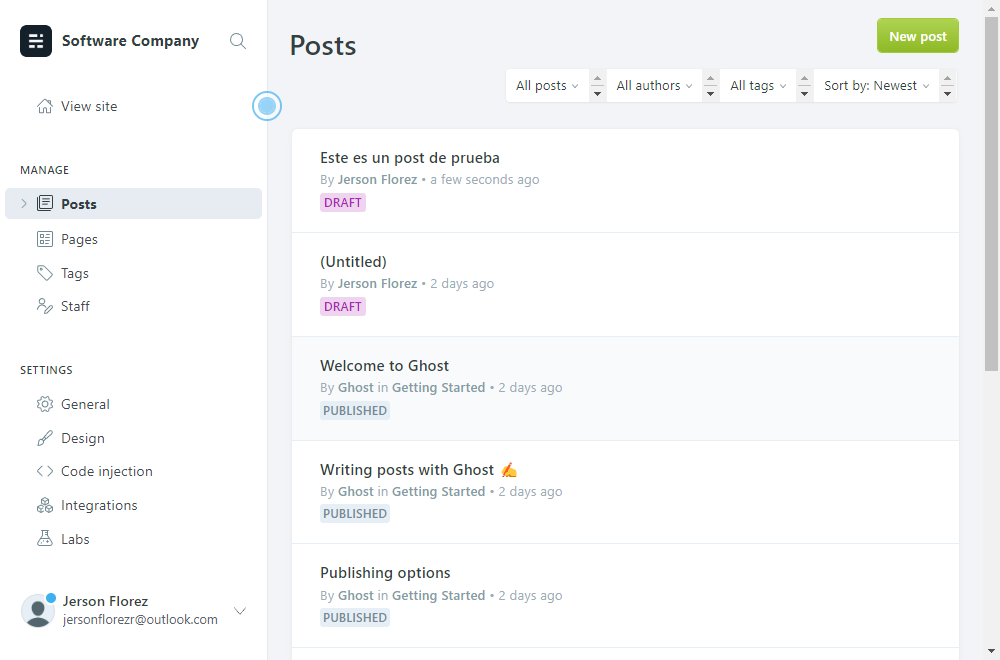 Software Company
View site
MANAGE
Posts
Pages
Tags
Staff
SETTINGS
General
Design
Code injection
Integrations
Labs
Jerson Florez
jersonflorezr@outlook.com
Posts
New post
All posts
All authors
All tags
Sort by: Newest
Este es un post de prueba
By Jerson Florez • a few seconds ago
DRAFT
(Untitled)
By Jerson Florez • 2 days ago
DRAFT
Welcome to Ghost
By Ghost in Getting Started • 2 days ago
PUBLISHED
Writing posts with Ghost ✍️
By Ghost in Getting Started • 2 days ago
PUBLISHED
Publishing options
By Ghost in Getting Started • 2 days ago
PUBLISHED